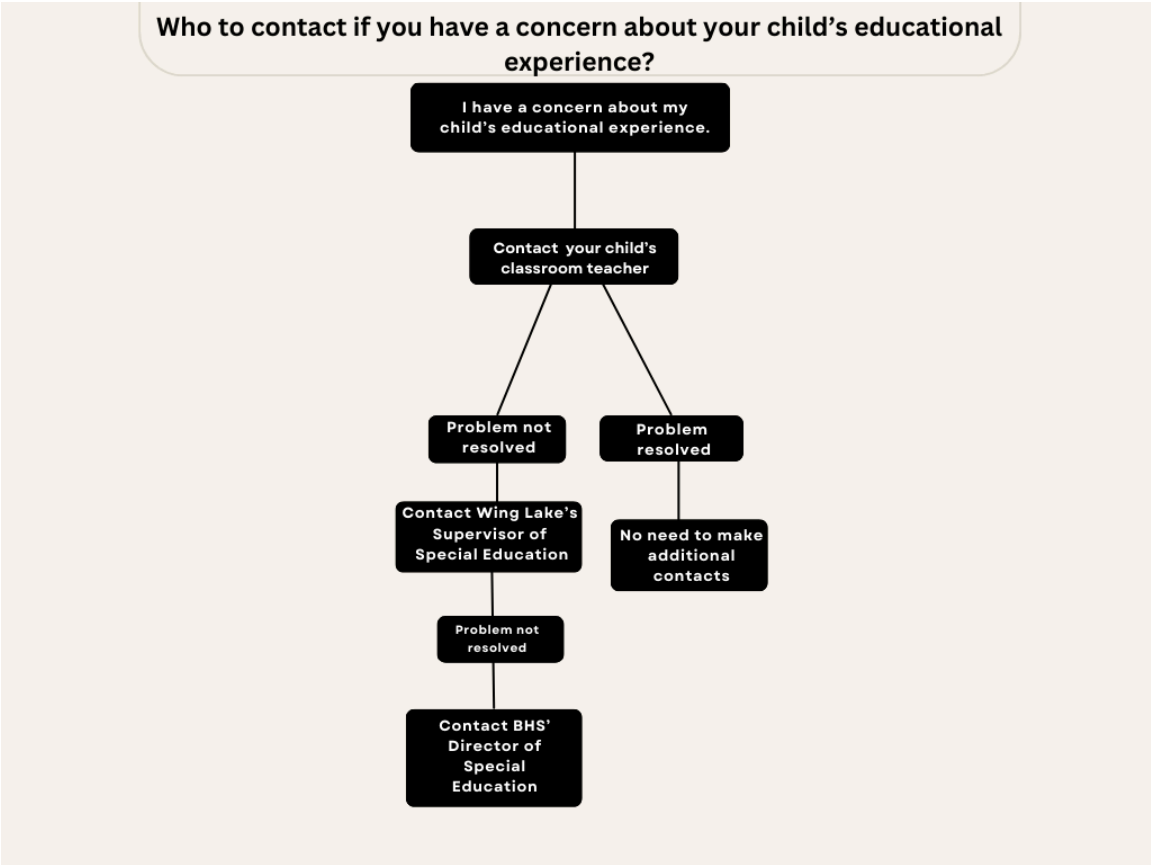 Who to contact if you have a concern about your child's educational
experience?
I have a concern about my
child's educational experience.
Contact your child's
classroom teacher
Problem not
resolved
Problem
resolved
Contact Wing Lake's
Supervisor of
Special Education
No need to make
additional
contacts
Problem not
resolved
Contact BHS'
Director of
Special
Education